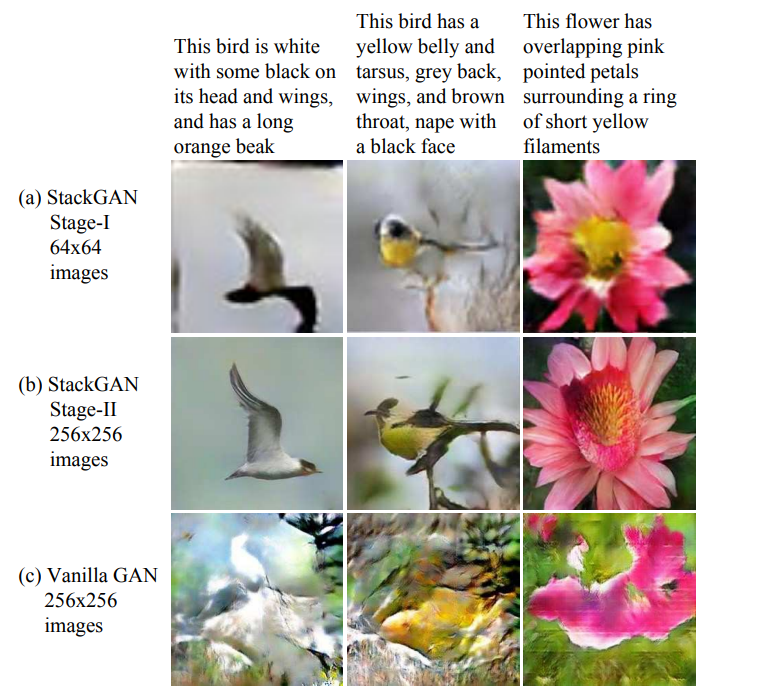 This bird is white
with some black on
its head and wings,
and has a long
orange beak
This bird has a
yellow belly and
tarsus, grey back,
wings, and brown
throat, nape with
a black face
This flower has
overlapping pink
pointed petals
surrounding a ring
of short yellow
filaments
(a) StackGAN
Stage-I
64x64
images
(b) StackGAN
Stage-II
256x256
images
(c) Vanilla GAN
256x256
images